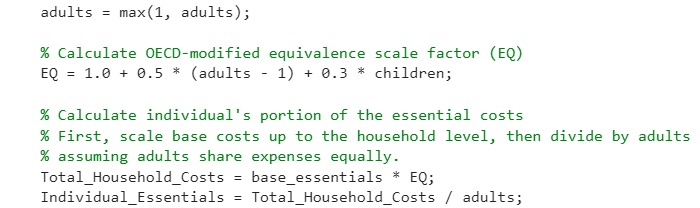 adults = max(1, adults);
% Calculate OECD-modified equivalence scale factor (EQ)
EQ = 1.0 + 0.5 * (adults - 1) + 0.3 * children;
% Calculate individual's portion of the essential costs
% First, scale base costs up to the household level, then divide by adults
% assuming adults share expenses equally.
Total_Household_Costs = base_essentials * EQ;
Individual_Essentials = Total_Household_Costs / adults;